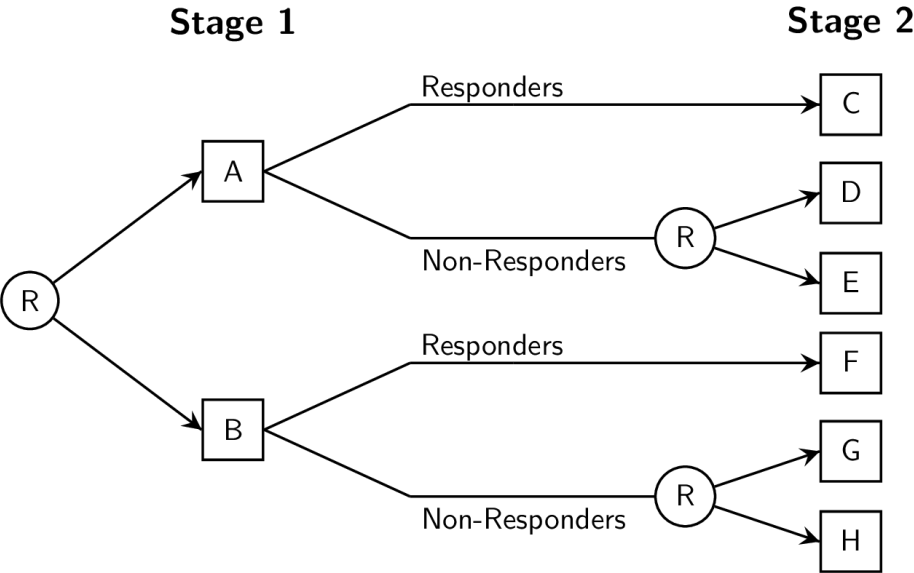 Stage 1
Stage 2
Responders
C
A
D
R
Non-Responders
E
R
Responders
F
B
G
R
Non-Responders
H